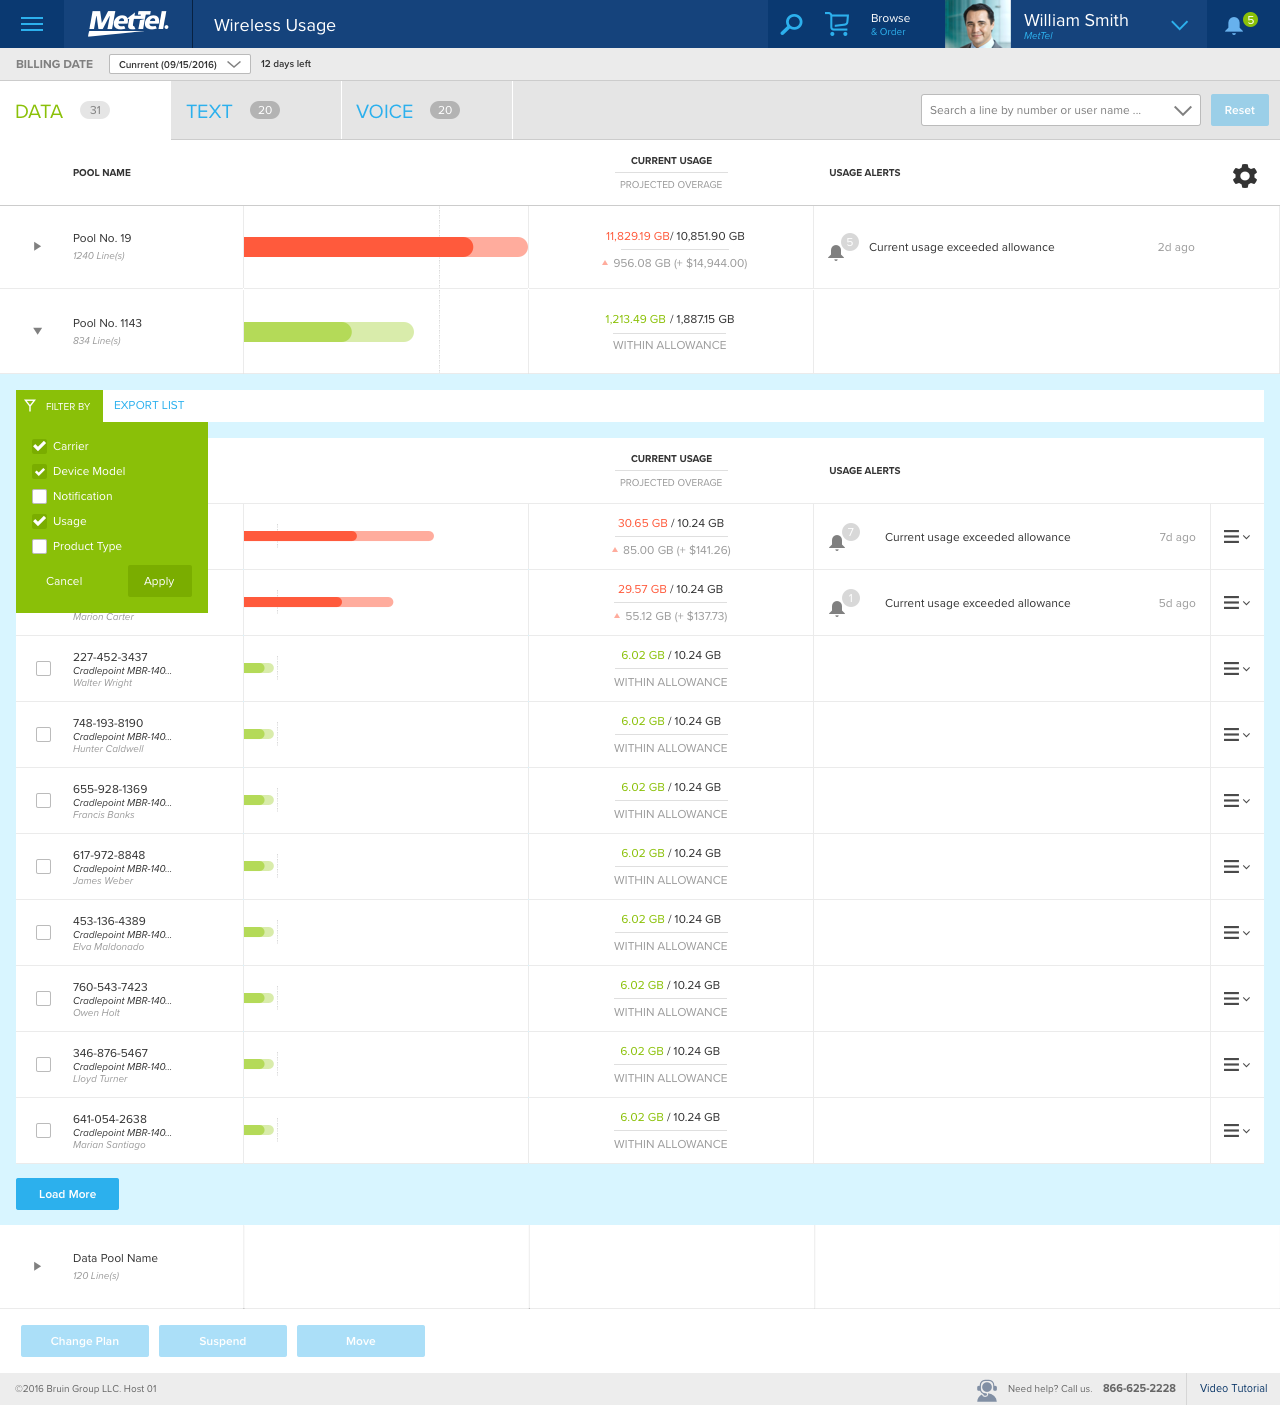 MetTel.
Wireless Usage
Browse
& Order
William Smith
MetTel
5
BILLING DATE
Cunrrent (09/15/2016)
12 days left
DATA 31
TEXT 20
VOICE 20
Search a line by number or user name ...
Reset
POOL NAME
CURRENT USAGE
PROJECTED OVERAGE
USAGE ALERTS
Pool No. 19
1240 Line(s)
11,829.19 GB/ 10,851.90 GB
956.08 GB (+ $14,944.00)
5
Current usage exceeded allowance
2d ago
Pool No. 1143
834 Line(s)
1,213.49 GB / 1,887.15 GB
WITHIN ALLOWANCE
FILTER BY
EXPORT LIST
Carrier
Device Model
Notification
Usage
Product Type
Cancel
Apply
CURRENT USAGE
PROJECTED OVERAGE
USAGE ALERTS
30.65 GB / 10.24 GB
85.00 GB (+ $141.26)
7
Current usage exceeded allowance
7d ago
Marion Carter
29.57 GB / 10.24 GB
55.12 GB (+ $137.73)
1
Current usage exceeded allowance
5d ago
227-452-3437
Cradlepoint MBR-140...
Walter Wright
6.02 GB / 10.24 GB
WITHIN ALLOWANCE
748-193-8190
Cradlepoint MBR-140...
Hunter Caldwell
6.02 GB / 10.24 GB
WITHIN ALLOWANCE
655-928-1369
Cradlepoint MBR-140...
Francis Banks
6.02 GB / 10.24 GB
WITHIN ALLOWANCE
617-972-8848
Cradlepoint MBR-140...
James Weber
6.02 GB / 10.24 GB
WITHIN ALLOWANCE
453-136-4389
Cradlepoint MBR-140...
Elva Maldonado
6.02 GB / 10.24 GB
WITHIN ALLOWANCE
760-543-7423
Cradlepoint MBR-140...
Owen Holt
6.02 GB / 10.24 GB
WITHIN ALLOWANCE
346-876-5467
Cradlepoint MBR-140...
Lloyd Turner
6.02 GB / 10.24 GB
WITHIN ALLOWANCE
641-054-2638
Cradlepoint MBR-140...
Marian Santiago
6.02 GB / 10.24 GB
WITHIN ALLOWANCE
Load More
Data Pool Name
120 Line(s)
Change Plan
Suspend
Move
©2016 Bruin Group LLC. Host 01
Need help? Call us. 866-625-2228
Video Tutorial